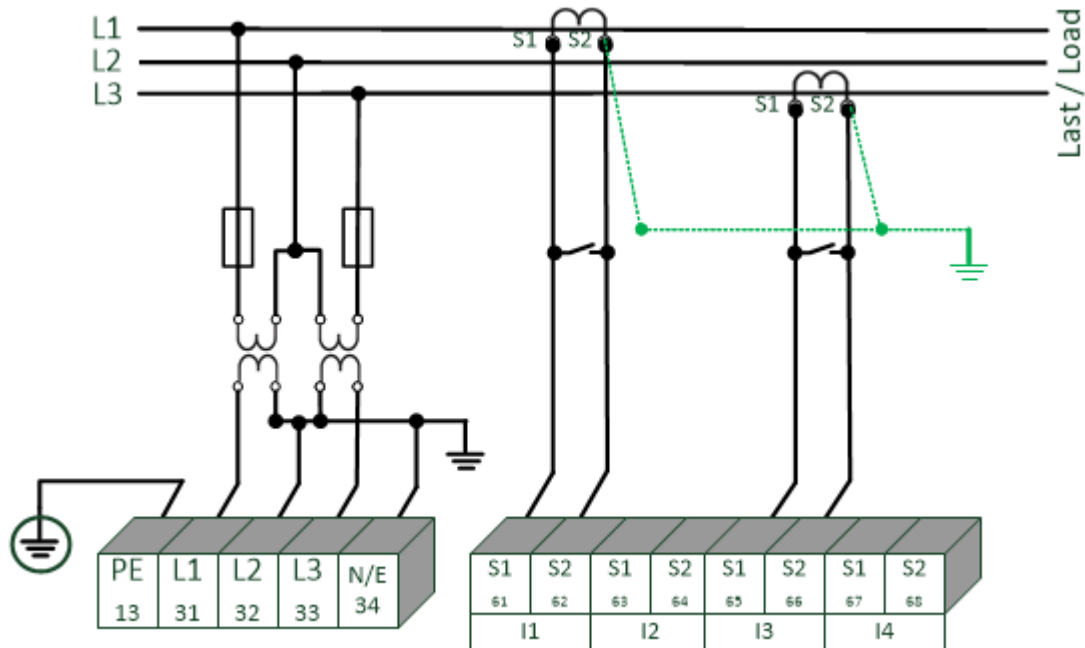 L1
L2
L3
S1 S2
S1 S2
Last / Load
PE L1 L2 L3 N/E
13 31 32 33 34
S1 S2 S1 S2 S1 S2 S1 S2
61 62 63 64 65 66 67 68
I1 I2 I3 I4